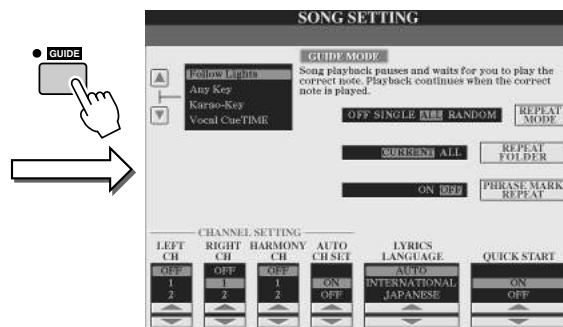 SONG SETTING
GUIDE
GUIDE MODE
Follow Lights
Any Key
Karao-Key
Vocal CueTIME
Song playback pauses and waits for you to play the
correct note. Playback continues when the correct
note is played.
OFF SINGLE ALL RANDOM
REPEAT
MODE
CURRENT ALL
REPEAT
FOLDER
ON OFF
PHRASE MARK
REPEAT
CHANNEL SETTING
LEFT
CH
OFF
1
2
RIGHT
CH
OFF
1
2
HARMONY
CH
OFF
1
2
AUTO
CH SET
ON
OFF
LYRICS
LANGUAGE
AUTO
INTERNATIONAL
JAPANESE
QUICK START
ON
OFF